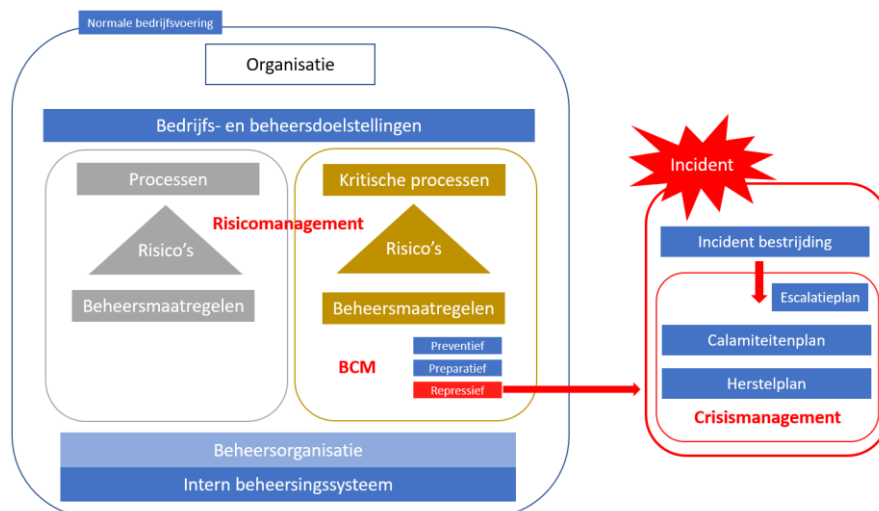 Normale bedrijfsvoering
Organisatie
Bedrijfs- en beheersdoelstellingen
Processen
Kritische processen
Risicomanagement
Risico's
Risico's
Beheersmaatregelen
Beheersmaatregelen
Preventief
BCM
Preparatief
Repressief
Beheersorganisatie
Intern beheersingssysteem
Incident
Incident bestrijding
Escalatieplan
Calamiteitenplan
Herstelplan
Crisismanagement